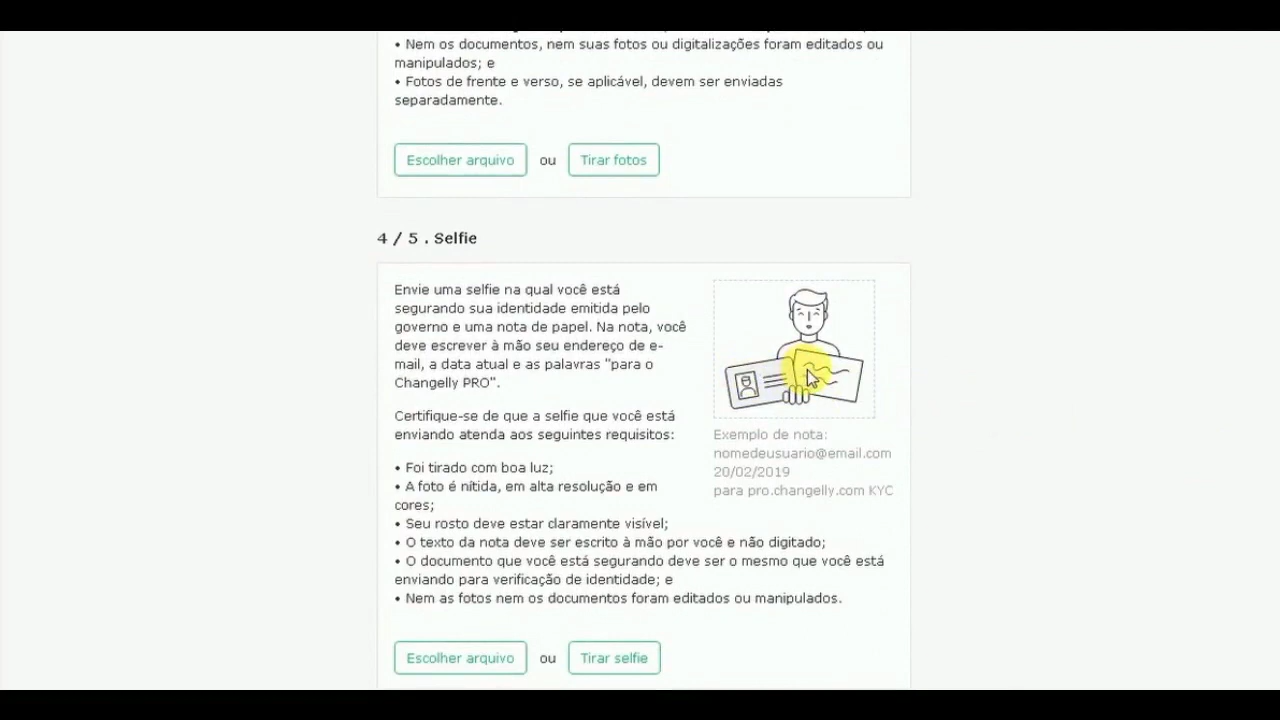 • Nem os documentos, nem suas fotos ou digitalizações foram editados ou
manipulados; e
• Fotos de frente e verso, se aplicável, devem ser enviadas
separadamente.
Escolher arquivo ou Tirar fotos
4 / 5 . Selfie
Envie uma selfie na qual você está
segurando sua identidade emitida pelo
governo e uma nota de papel. Na nota, você
deve escrever à mão seu endereço de e-
mail, a data atual e as palavras "para o
Changelly PRO".
Certifique-se de que a selfie que você está
enviando atenda aos seguintes requisitos:
Exemplo de nota:
nomedeusuario@email.com
20/02/2019
para pro.changelly.com KYC
• Foi tirado com boa luz;
• A foto é nítida, em alta resolução e em
cores;
• Seu rosto deve estar claramente visível;
• O texto da nota deve ser escrito à mão por você e não digitado;
• O documento que você está segurando deve ser o mesmo que você está
enviando para verificação de identidade; e
• Nem as fotos nem os documentos foram editados ou manipulados.
Escolher arquivo ou Tirar selfie